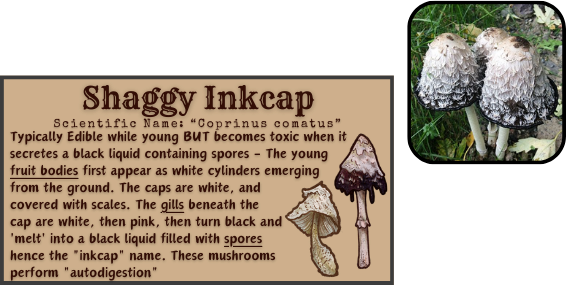 Shaggy Inkcap
Scientific Name: "Coprinus comatus"
Typically Edible while young BUT becomes toxic when it
secretes a black liquid containing spores - The young
fruit bodies first appear as white cylinders emerging
from the ground. The caps are white, and
covered with scales. The gills beneath the
cap are white, then pink, then turn black and
'melt' into a black liquid filled with spores
hence the "inkcap" name. These mushrooms
perform "autodigestion"